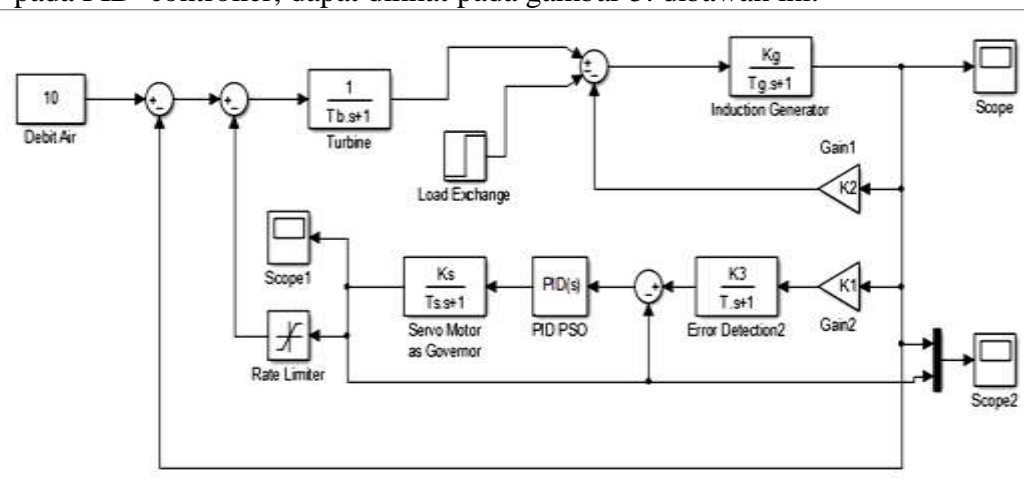 pada PID controller, dapat dilihat pada gambar 3. dibawah ini.
10
Debit Air
+
-
+
-
1
Tb.s+1
Turbine
+
-
-
Load Exchange
Kg
Tg.s+1
Induction Generator
Scope
Gain1
K2
Scope1
Ks
Ts.s+1
Servo Motor
as Governor
PID(s)
PID PSO
-
+
K3
T.s+1
Error Detection2
K1
Gain2
Rate Limiter
Scope2